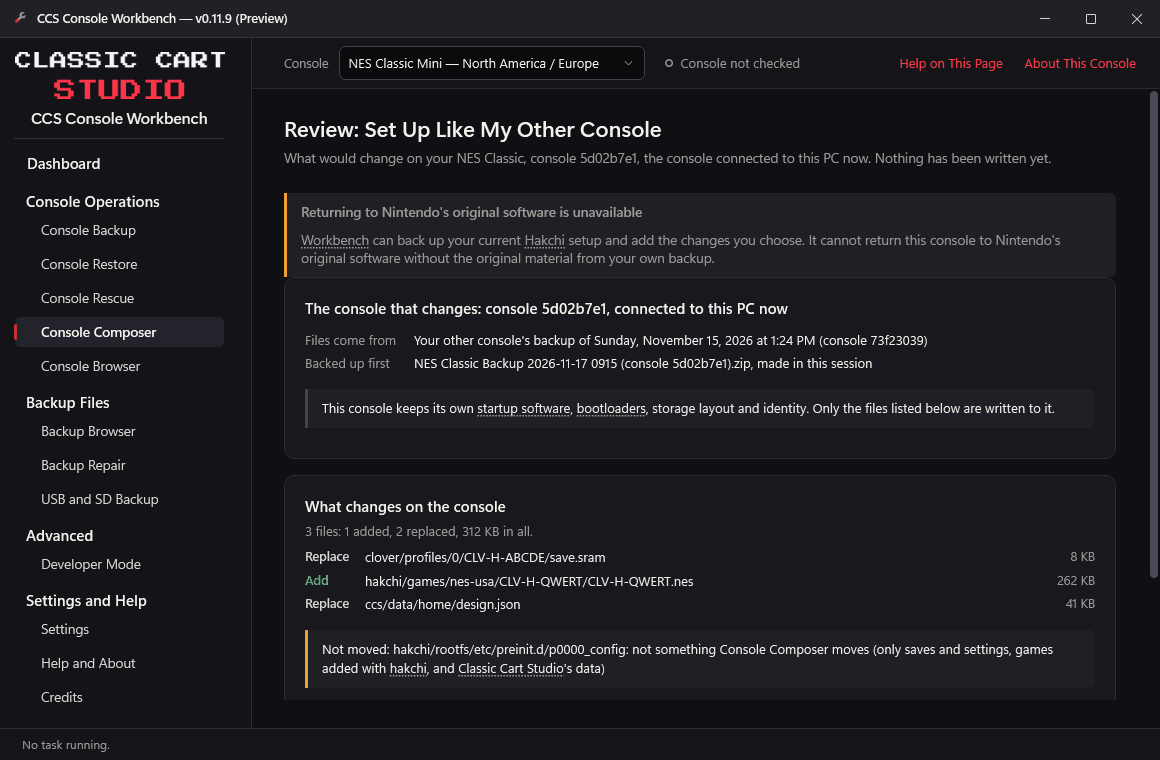 CCS Console Workbench — v0.11.9 (Preview)
CLASSIC CART
STUDIO
CCS Console Workbench
Dashboard
Console Operations
Console Backup
Console Restore
Console Rescue
Console Composer
Console Browser
Backup Files
Backup Browser
Backup Repair
USB and SD Backup
Advanced
Developer Mode
Settings and Help
Settings
Help and About
Credits
Console
NES Classic Mini — North America / Europe
Console not checked
Help on This Page
About This Console
Review: Set Up Like My Other Console
What would change on your NES Classic, console 5d02b7e1, the console connected to this PC now. Nothing has been written yet.
Returning to Nintendo's original software is unavailable
Workbench can back up your current Hakchi setup and add the changes you choose. It cannot return this console to Nintendo's
original software without the original material from your own backup.
The console that changes: console 5d02b7e1, connected to this PC now
Files come from Your other console's backup of Sunday, November 15, 2026 at 1:24 PM (console 73f23039)
Backed up first NES Classic Backup 2026-11-17 0915 (console 5d02b7e1).zip, made in this session
This console keeps its own startup software, bootloaders, storage layout and identity. Only the files listed below are written to it.
What changes on the console
3 files: 1 added, 2 replaced, 312 KB in all.
Replace clover/profiles/0/CLV-H-ABCDE/save.sram 8 KB
Add hakchi/games/nes-usa/CLV-H-QWERT/CLV-H-QWERT.nes 262 KB
Replace ccs/data/home/design.json 41 KB
Not moved: hakchi/rootfs/etc/preinit.d/p0000_config: not something Console Composer moves (only saves and settings, games
added with hakchi, and Classic Cart Studio's data)
No task running.